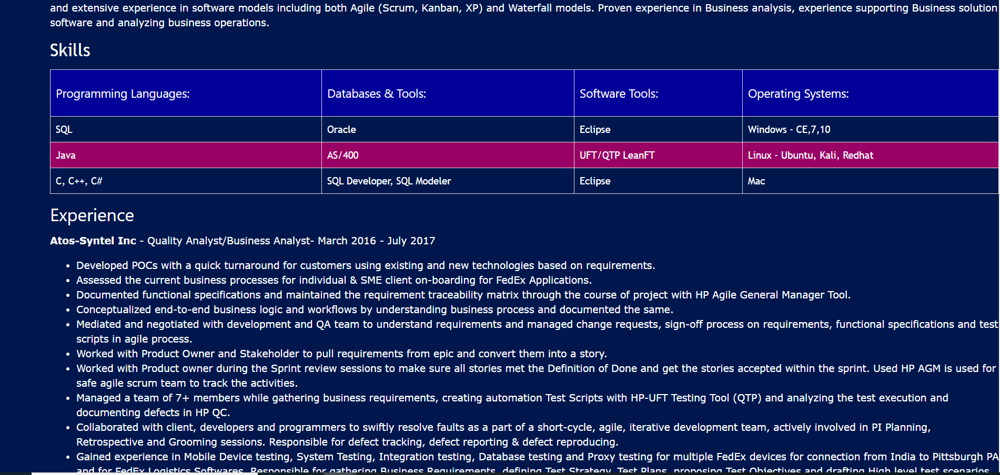 and extensive experience in software models including both Agile (Scrum, Kanban, XP) and Waterfall models. Proven experience in Business analysis, experience supporting Business solution
software and analyzing business operations.
Skills
Programming Languages: Databases & Tools: Software Tools: Operating Systems:
SQL Oracle Eclipse Windows - CE,7,10
Java AS/400 UFT/QTP LeanFT Linux - Ubuntu, Kali, Redhat
C, C++, C# SQL Developer, SQL Modeler Eclipse Mac
Experience
Atos-Syntel Inc - Quality Analyst/Business Analyst- March 2016 - July 2017
• Developed POCs with a quick turnaround for customers using existing and new technologies based on requirements.
• Assessed the current business processes for individual & SME client on-boarding for FedEx Applications.
• Documented functional specifications and maintained the requirement traceability matrix through the course of project with HP Agile General Manager Tool.
• Conceptualized end-to-end business logic and workflows by understanding business process and documented the same.
• Mediated and negotiated with development and QA team to understand requirements and managed change requests, sign-off process on requirements, functional specifications and test
scripts in agile process.
• Worked with Product Owner and Stakeholder to pull requirements from epic and convert them into a story.
• Worked with Product owner during the Sprint review sessions to make sure all stories met the Definition of Done and get the stories accepted within the sprint. Used HP AGM is used for
safe agile scrum team to track the activities.
• Managed a team of 7+ members while gathering business requirements, creating automation Test Scripts with HP-UFT Testing Tool (QTP) and analyzing the test execution and
documenting defects in HP QC.
• Collaborated with client, developers and programmers to swiftly resolve faults as a part of a short-cycle, agile, iterative development team, actively involved in PI Planning,
Retrospective and Grooming sessions. Responsible for defect tracking, defect reporting & defect reproducing.
• Gained experience in Mobile Device testing, System Testing, Integration testing, Database testing and Proxy testing for multiple FedEx devices for connection from India to Pittsburgh PA
and for FedEx Logistics Softwares. Responsible for gathering Business Requirements, defining Test Strategy, Test Plans, proposing Test Objectives and drafting High level test scenarios,